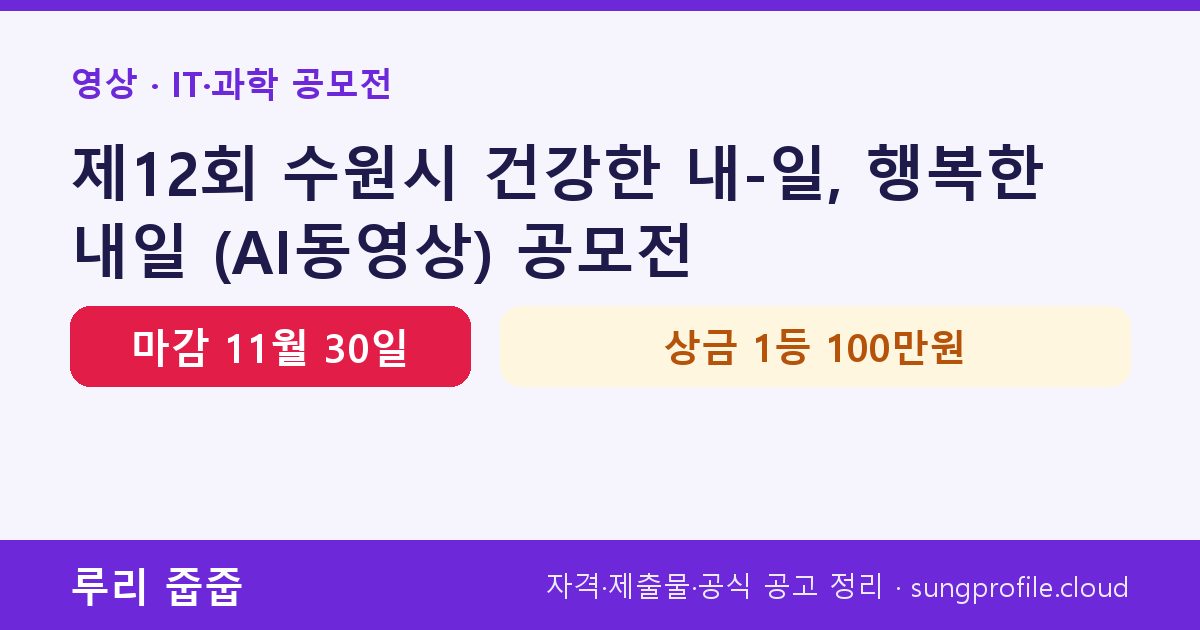 영상 · IT·과학 공모전
제12회 수원시 건강한 내-일, 행복한
내일 (AI동영상) 공모전
마감 11월 30일
상금 1등 100만원
루리 줍줍
자격·제출물·공식 공고 정리 · sungprofile.cloud